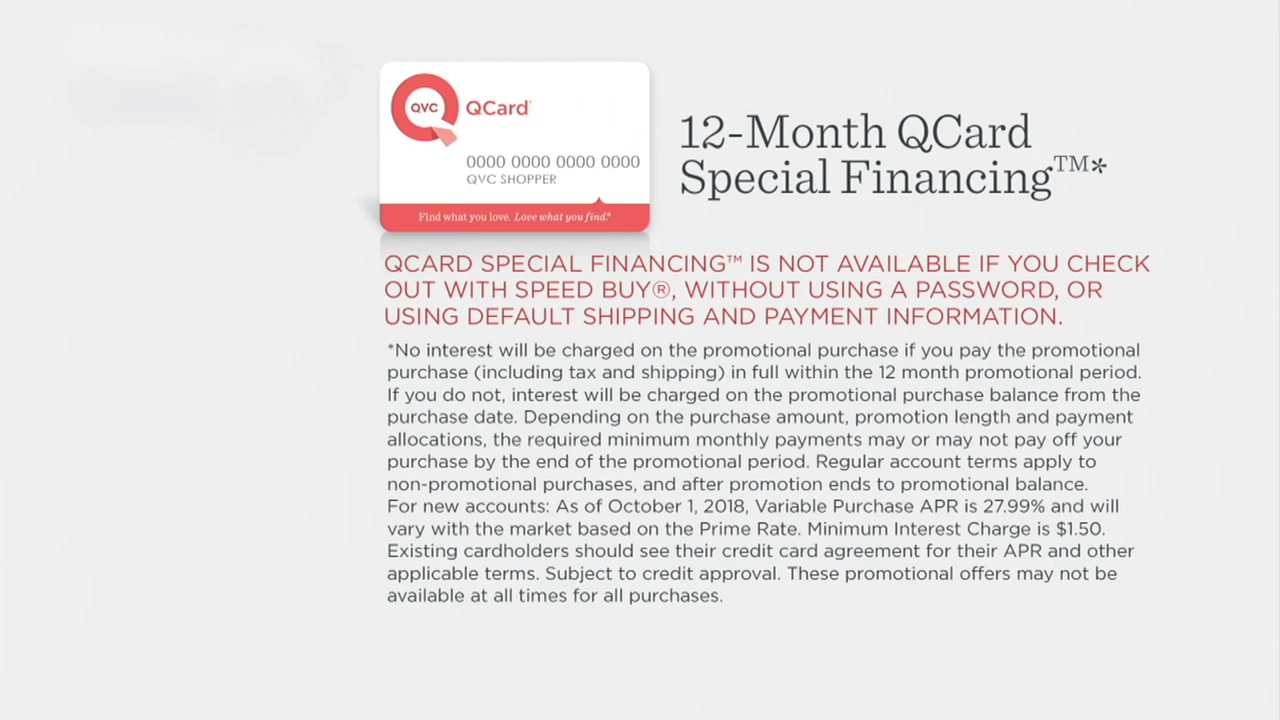 QVC
QCard®
0000 0000 0000 0000
QVC SHOPPER
Find what you love. Love what you find.®
12-Month QCard
Special Financing™*
QCARD SPECIAL FINANCING™ IS NOT AVAILABLE IF YOU CHECK
OUT WITH SPEED BUY®, WITHOUT USING A PASSWORD, OR
USING DEFAULT SHIPPING AND PAYMENT INFORMATION.
*No interest will be charged on the promotional purchase if you pay the promotional
purchase (including tax and shipping) in full within the 12 month promotional period.
If you do not, interest will be charged on the promotional purchase balance from the
purchase date. Depending on the purchase amount, promotion length and payment
allocations, the required minimum monthly payments may or may not pay off your
purchase by the end of the promotional period. Regular account terms apply to
non-promotional purchases, and after promotion ends to promotional balance.
For new accounts: As of October 1, 2018, Variable Purchase APR is 27.99% and will
vary with the market based on the Prime Rate. Minimum Interest Charge is $1.50.
Existing cardholders should see their credit card agreement for their APR and other
applicable terms. Subject to credit approval. These promotional offers may not be
available at all times for all purchases.